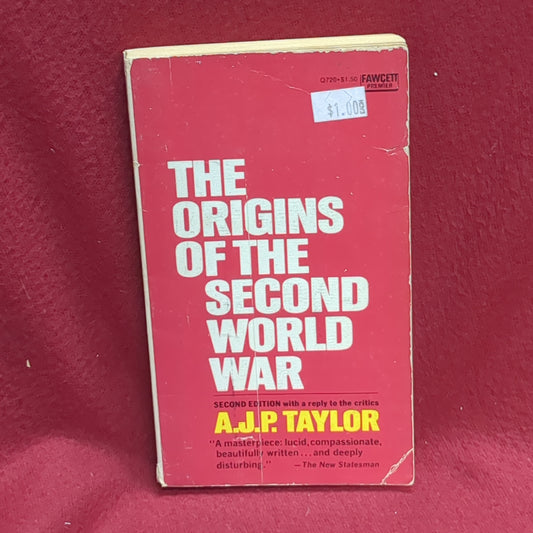 Q720•$1.50 FAWCETT
PREMIER
$1.00
THE
ORIGINS
OF THE
SECOND
WORLD
WAR
SECOND EDITION with a reply to the critics
A.J.P. TAYLOR
"A masterpiece: lucid, compassionate,
beautifully written...and deeply
disturbing." —The New Statesman